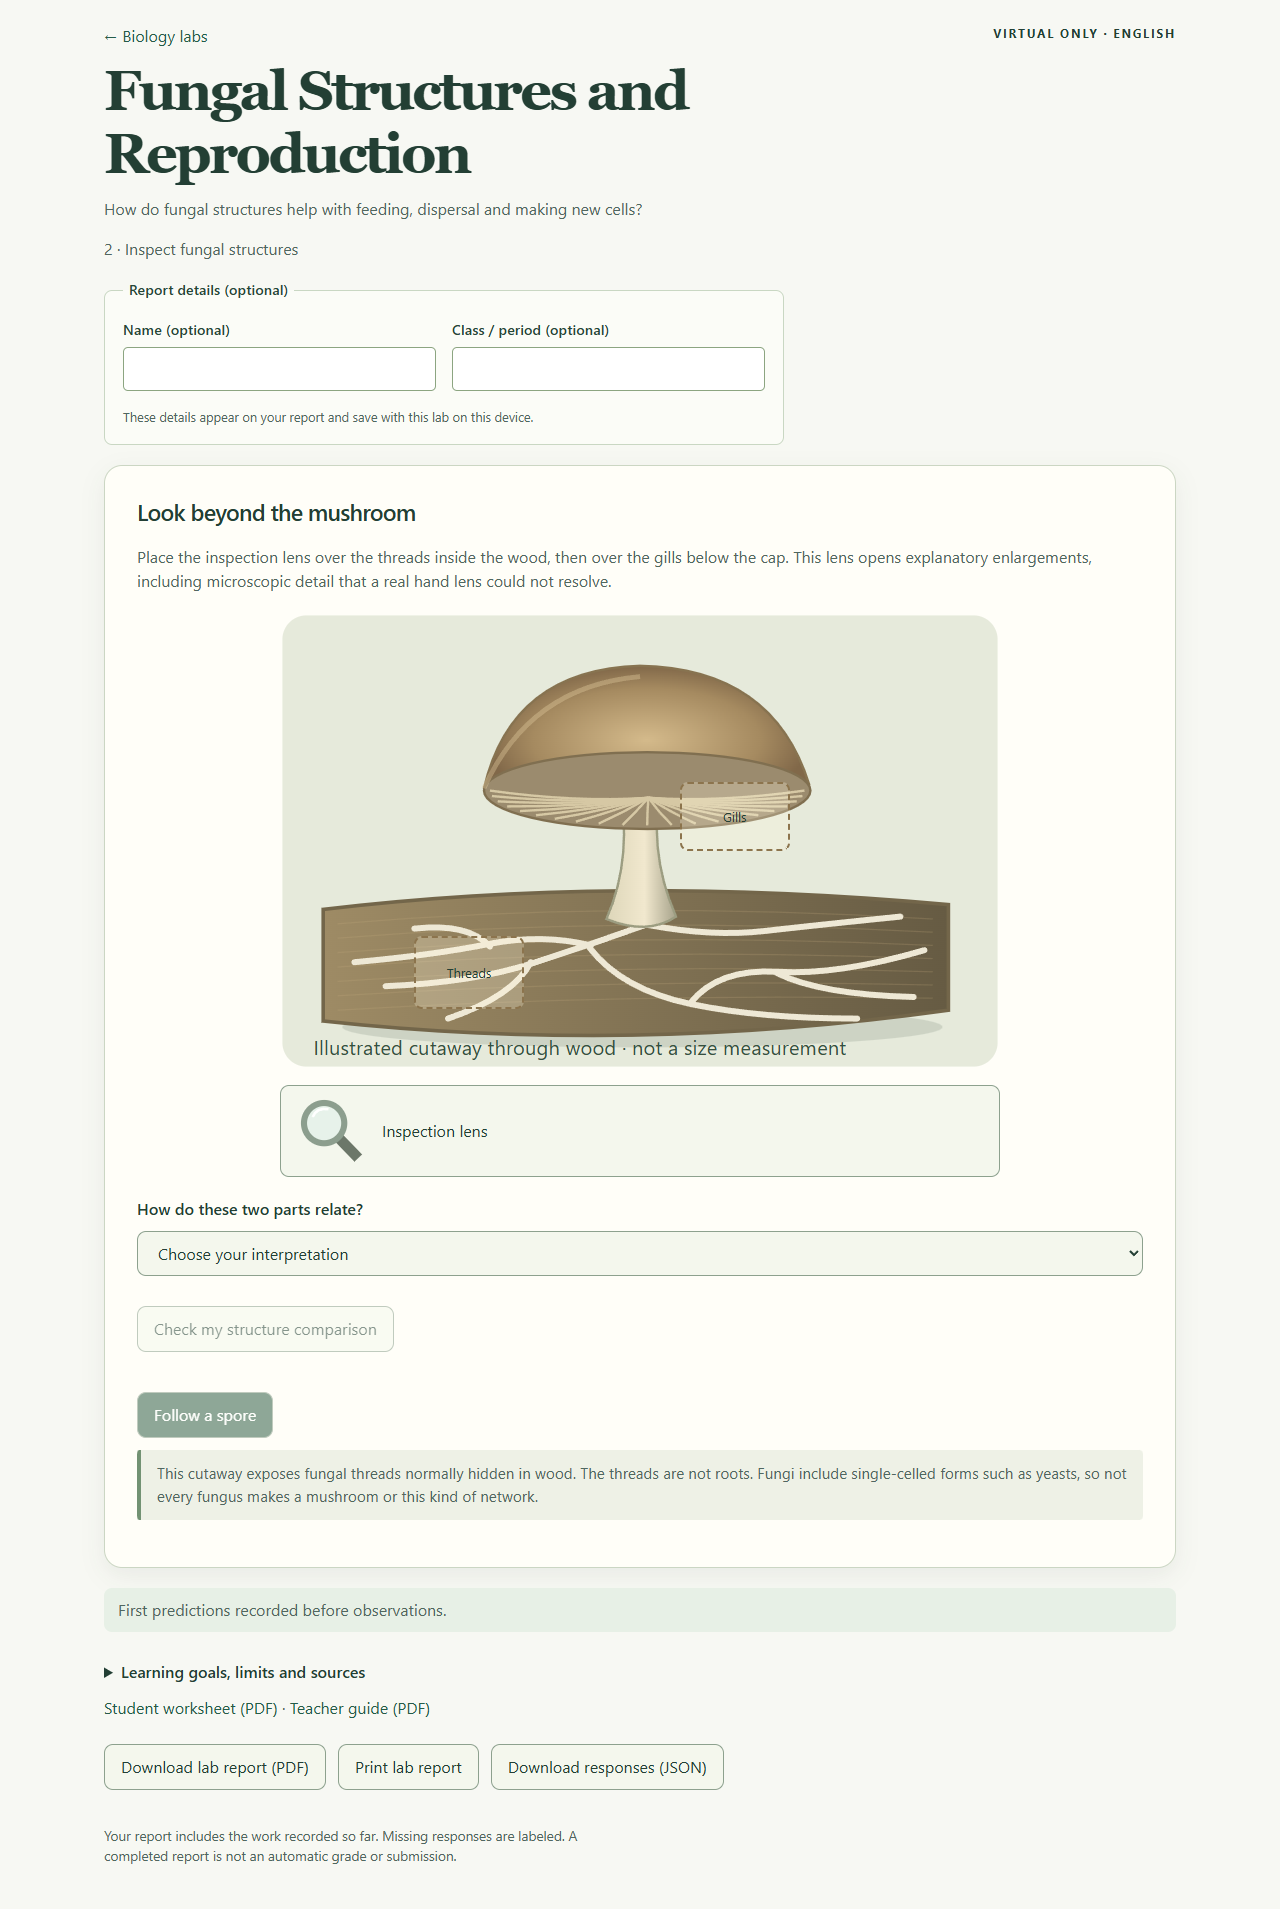 ← Biology labs
VIRTUAL ONLY · ENGLISH
Fungal Structures and
Reproduction
How do fungal structures help with feeding, dispersal and making new cells?
2 · Inspect fungal structures
Report details (optional)
Name (optional)
Class / period (optional)
These details appear on your report and save with this lab on this device.
Look beyond the mushroom
Place the inspection lens over the threads inside the wood, then over the gills below the cap. This lens opens explanatory enlargements,
including microscopic detail that a real hand lens could not resolve.
Gills
Threads
Illustrated cutaway through wood · not a size measurement
Inspection lens
How do these two parts relate?
Choose your interpretation
Check my structure comparison
Follow a spore
This cutaway exposes fungal threads normally hidden in wood. The threads are not roots. Fungi include single-celled forms such as yeasts, so not
every fungus makes a mushroom or this kind of network.
First predictions recorded before observations.
▶ Learning goals, limits and sources
Student worksheet (PDF) · Teacher guide (PDF)
Download lab report (PDF)
Print lab report
Download responses (JSON)
Your report includes the work recorded so far. Missing responses are labeled. A
completed report is not an automatic grade or submission.